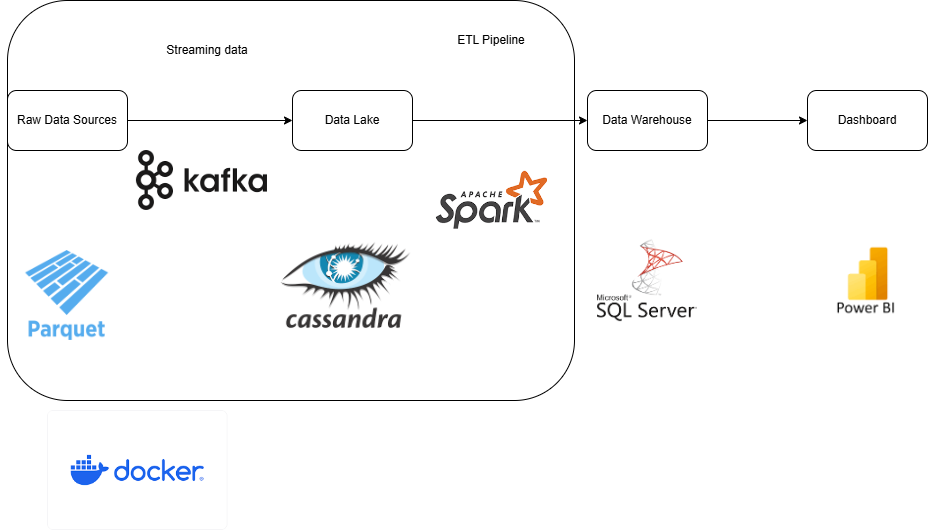 Streaming data
ETL Pipeline
Raw Data Sources
Data Lake
Data Warehouse
Dashboard
kafka
APACHE
Spark™
Parquet
cassandra
Microsoft®
SQL Server®
Power BI
docker®